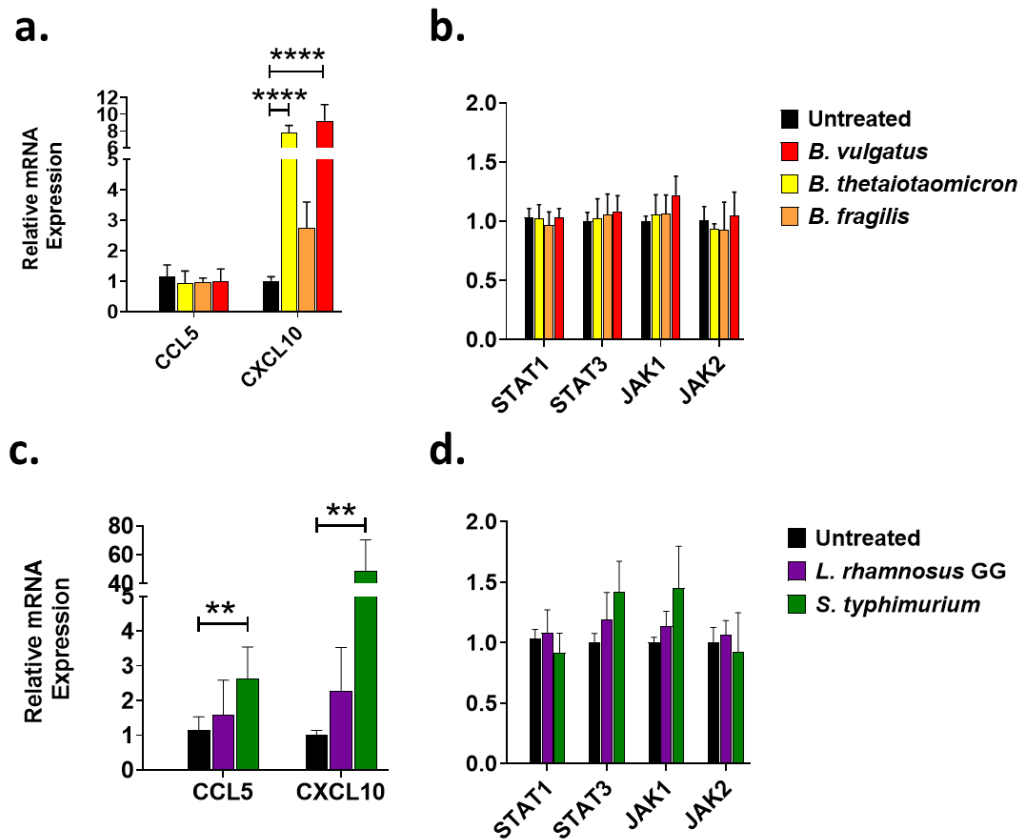 a.
****
****
Relative mRNA
Expression
12
10
8
6
5
4
3
2
1
0
CCL5
CXCL10
b.
2.0
1.5
1.0
0.5
0.0
STAT1
STAT3
JAK1
JAK2
Untreated
B. vulgatus
B. thetaiotaomicron
B. fragilis
c.
**
**
Relative mRNA
Expression
80
60
40
5
4
3
2
1
0
CCL5
CXCL10
d.
2.0
1.5
1.0
0.5
0.0
STAT1
STAT3
JAK1
JAK2
Untreated
L. rhamnosus GG
S. typhimurium